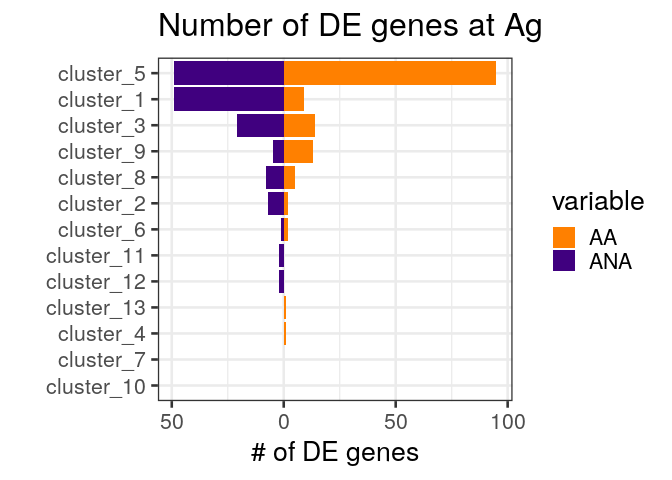 Number of DE genes at Ag
cluster_5
cluster_1
cluster_3
cluster_9
cluster_8
cluster_2
cluster_6
cluster_11
cluster_12
cluster_13
cluster_4
cluster_7
cluster_10
50 0 50 100
# of DE genes
variable
AA
ANA